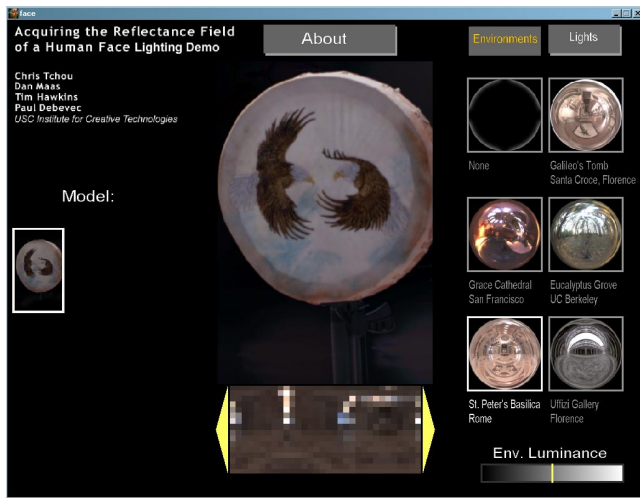 face
Acquiring the Reflectance Field
of a Human Face Lighting Demo
Chris Tchou
Dan Maas
Tim Hawkins
Paul Debevec
USC Institute for Creative Technologies
Model:
About
Environments
Lights
None
Galileo's Tomb
Santa Croce, Florence
Grace Cathedral
San Francisco
Eucalyptus Grove
UC Berkeley
St. Peter's Basilica
Rome
Uffizi Gallery
Florence
Env. Luminance